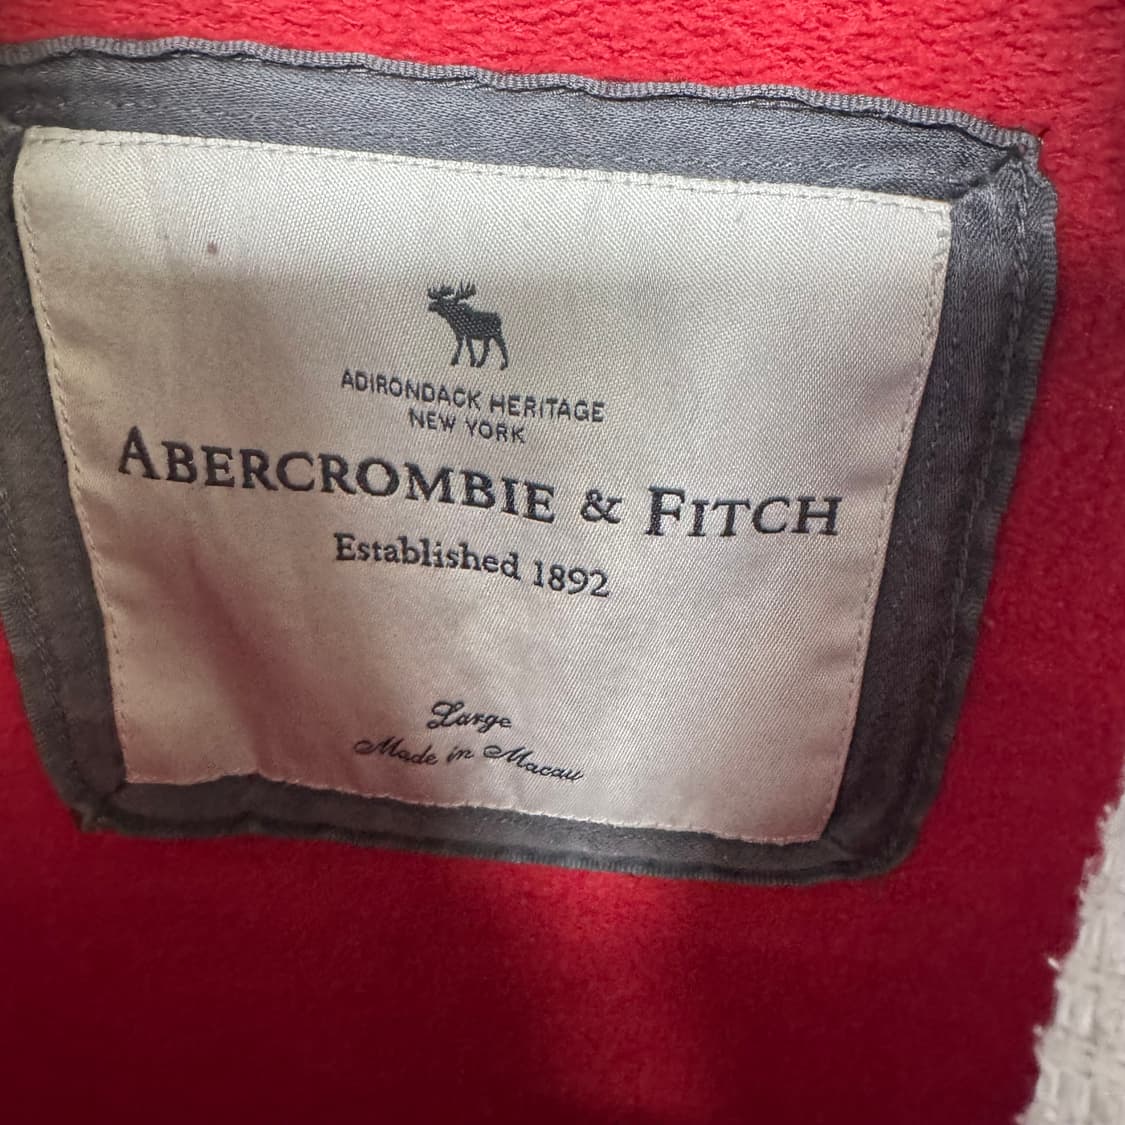 ADIRONDACK HERITAGE
NEW YORK
ABERCROMBIE & FITCH
Established 1892
Large
Made in Macau